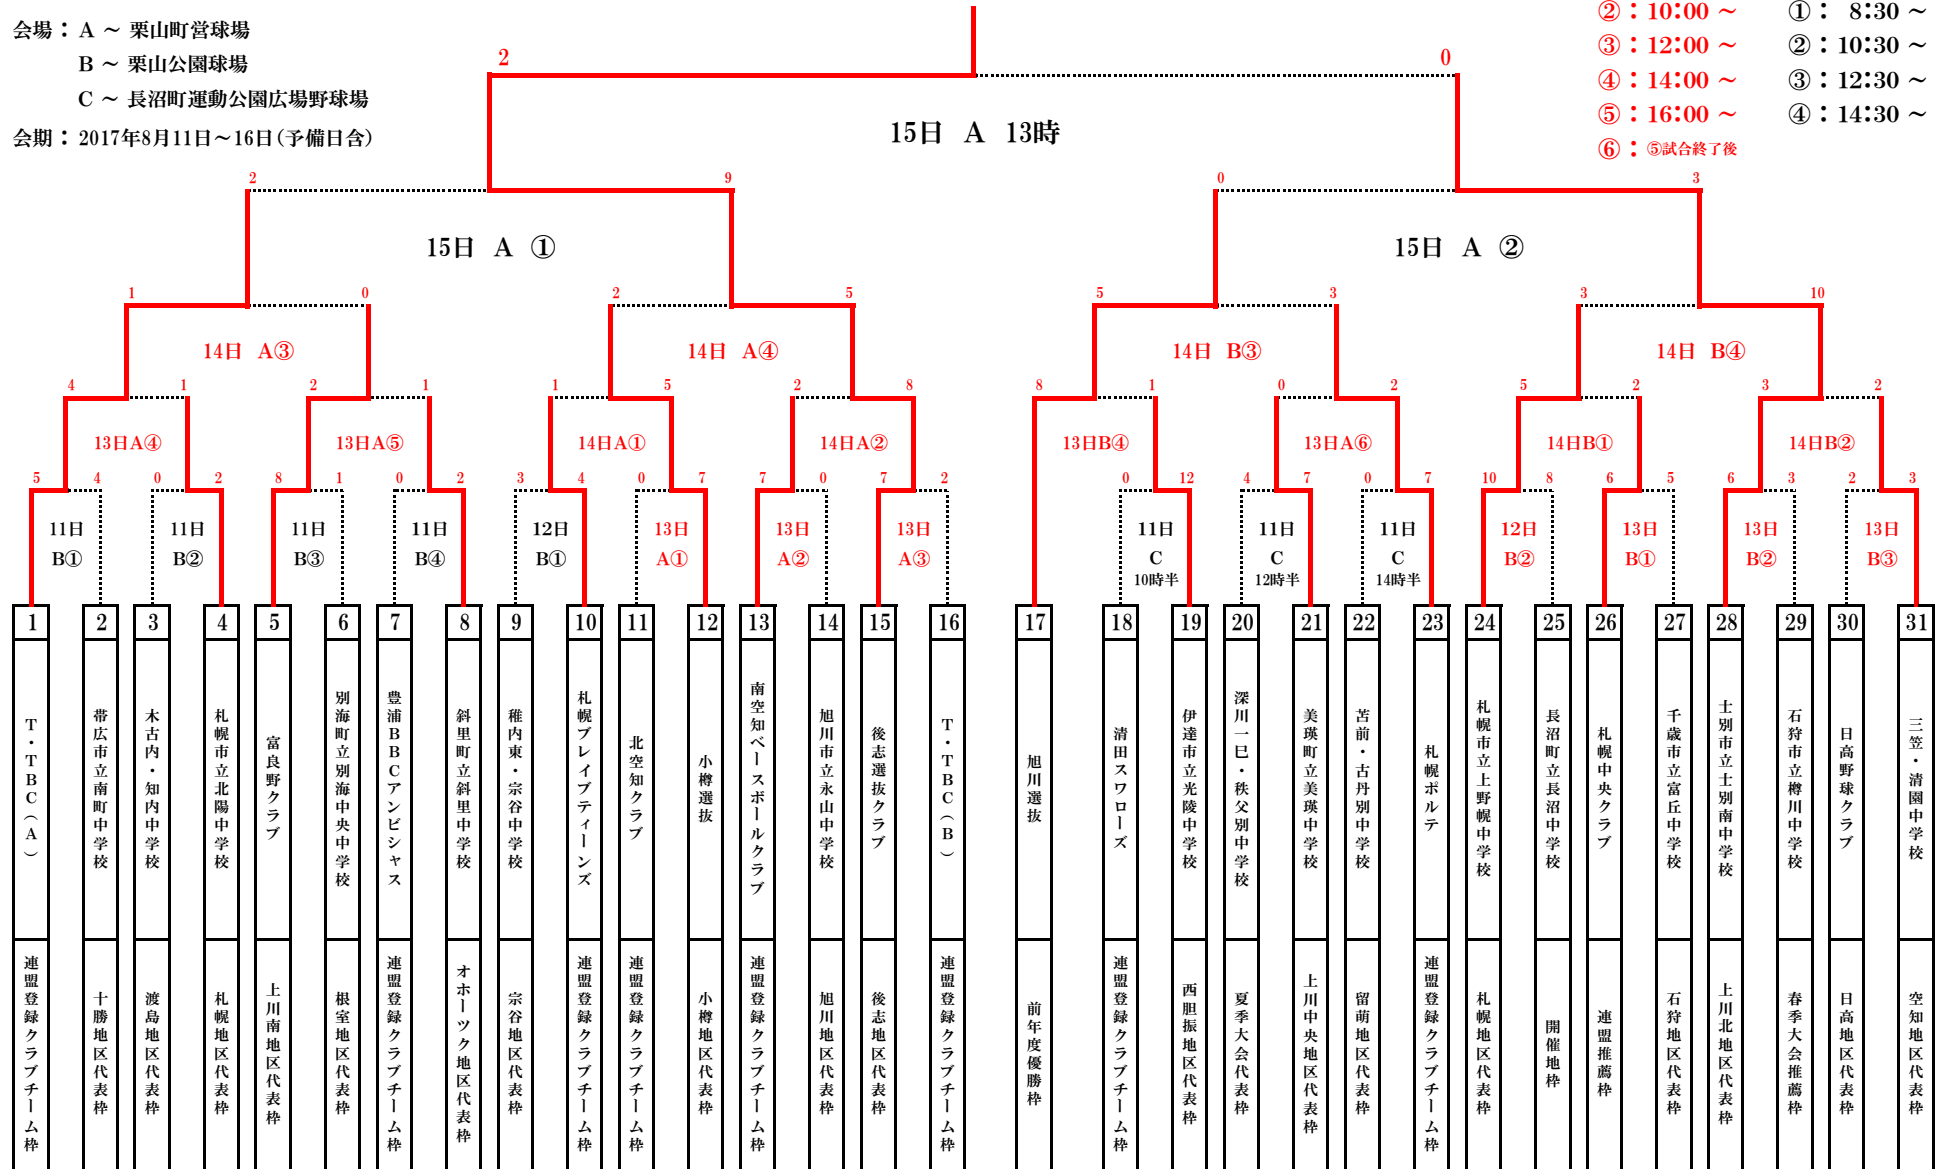 会場：A ～ 栗山町営球場
B ～ 栗山公園球場
C ～ 長沼町運動公園広場野球場
会期：2017年8月11日～16日(予備日含)
②：10:00 ～ ①： 8:30 ～
③：12:00 ～ ②：10:30 ～
④：14:00 ～ ③：12:30 ～
⑤：16:00 ～ ④：14:30 ～
⑥：⑤試合終了後
2 0
15日 A 13時
2 9 0 3
15日 A ① 15日 A ②
1 0 2 5 5 3 3 10
14日 A③ 14日 A④ 14日 B③ 14日 B④
4 1 2 1 1 5 2 8 8 1 0 2 5 2 3 2
13日A④ 13日A⑤ 14日A① 14日A② 13日B④ 13日A⑥ 14日B① 14日B②
5 4 0 2 8 1 0 2 3 4 0 7 7 0 7 2 0 12 4 7 0 7 10 8 6 5 6 3 2 3
11日 11日 11日 11日 12日 13日 13日 13日 11日 11日 11日 12日 13日 13日 13日
B① B② B③ B④ B① A① A② A③ C C C B② B① B② B③
10時半 12時半 14時半
1 2 3 4 5 6 7 8 9 10 11 12 13 14 15 16 17 18 19 20 21 22 23 24 25 26 27 28 29 30 31
T・TBC（A）
帯広市立南町中学校
木古内・知内中学校
札幌市立北陽中学校
富良野クラブ
別海町立別海中央中学校
豊浦BBCアンビシャス
斜里町立斜里中学校
稚内東・宗谷中学校
札幌ブレイブティーンズ
北空知クラブ
小樽選抜
南空知ベースボールクラブ
旭川市立永山中学校
後志選抜クラブ
T・TBC（B）
旭川選抜
清田スワローズ
伊達市立光陵中学校
深川一巳・秩父別中学校
美瑛町立美瑛中学校
苫前・古丹別中学校
札幌ポルテ
札幌市立上野幌中学校
長沼町立長沼中学校
札幌中央クラブ
千歳市立富丘中学校
士別市立士別南中学校
石狩市立樽川中学校
日高野球クラブ
三笠・清園中学校
連盟登録クラブチーム枠
十勝地区代表枠
渡島地区代表枠
札幌地区代表枠
上川南地区代表枠
根室地区代表枠
連盟登録クラブチーム枠
オホーツク地区代表枠
宗谷地区代表枠
連盟登録クラブチーム枠
連盟登録クラブチーム枠
小樽地区代表枠
連盟登録クラブチーム枠
旭川地区代表枠
後志地区代表枠
連盟登録クラブチーム枠
前年度優勝枠
連盟登録クラブチーム枠
西胆振地区代表枠
夏季大会代表枠
上川中央地区代表枠
留萌地区代表枠
連盟登録クラブチーム枠
札幌地区代表枠
開催地枠
連盟推薦枠
石狩地区代表枠
上川北地区代表枠
春季大会推薦枠
日高地区代表枠
空知地区代表枠